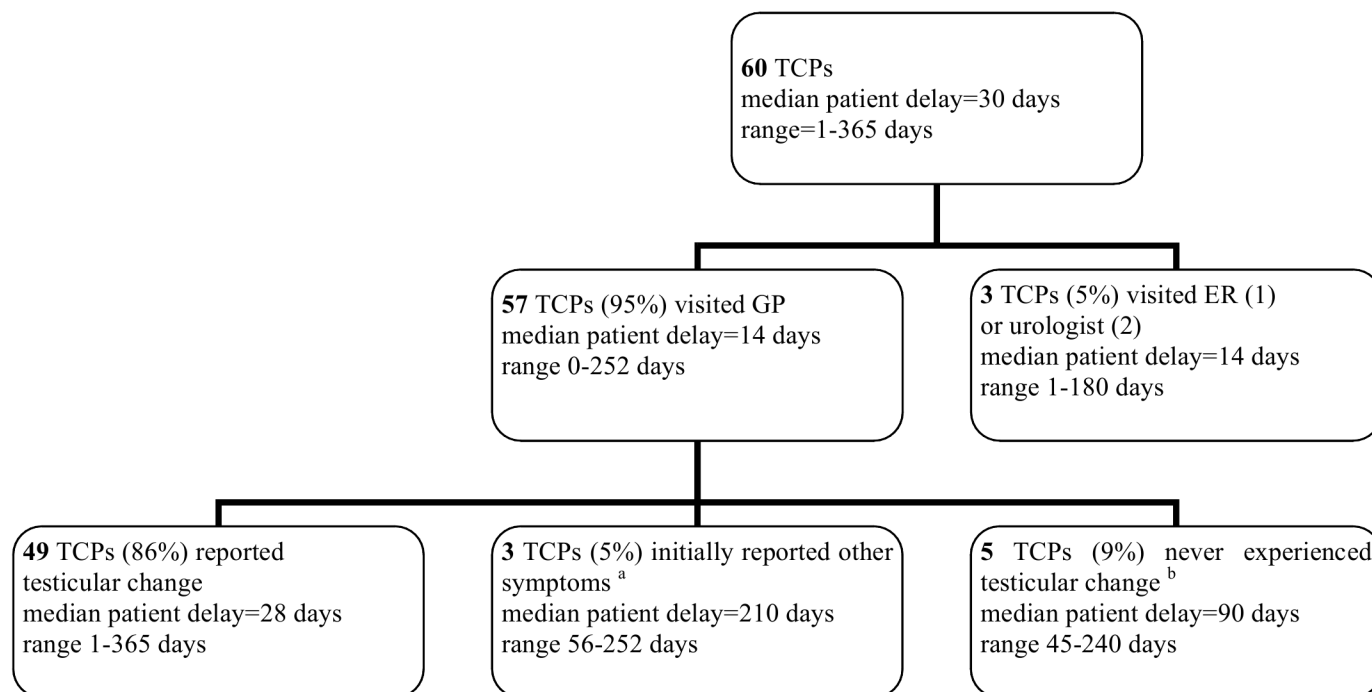 60 TCPs
median patient delay=30 days
range=1-365 days
57 TCPs (95%) visited GP
median patient delay=14 days
range 0-252 days
3 TCPs (5%) visited ER (1)
or urologist (2)
median patient delay=14 days
range 1-180 days
49 TCPs (86%) reported
testicular change
median patient delay=28 days
range 1-365 days
3 TCPs (5%) initially reported other
symptoms a
median patient delay=210 days
range 56-252 days
5 TCPs (9%) never experienced
testicular change b
median patient delay=90 days
range 45-240 days